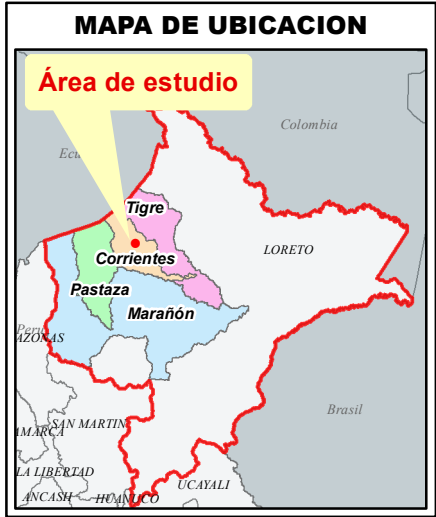 MAPA DE UBICACION
Área de estudio
Colombia
Ecu
Tigre
LORETO
Corrientes
Pastaza
Marañón
Peru
AZONAS
Brasil
SAN MARTIN
AMARCA
LA LIBERTAD
UCAYALI
ANCASH
HUANUCO